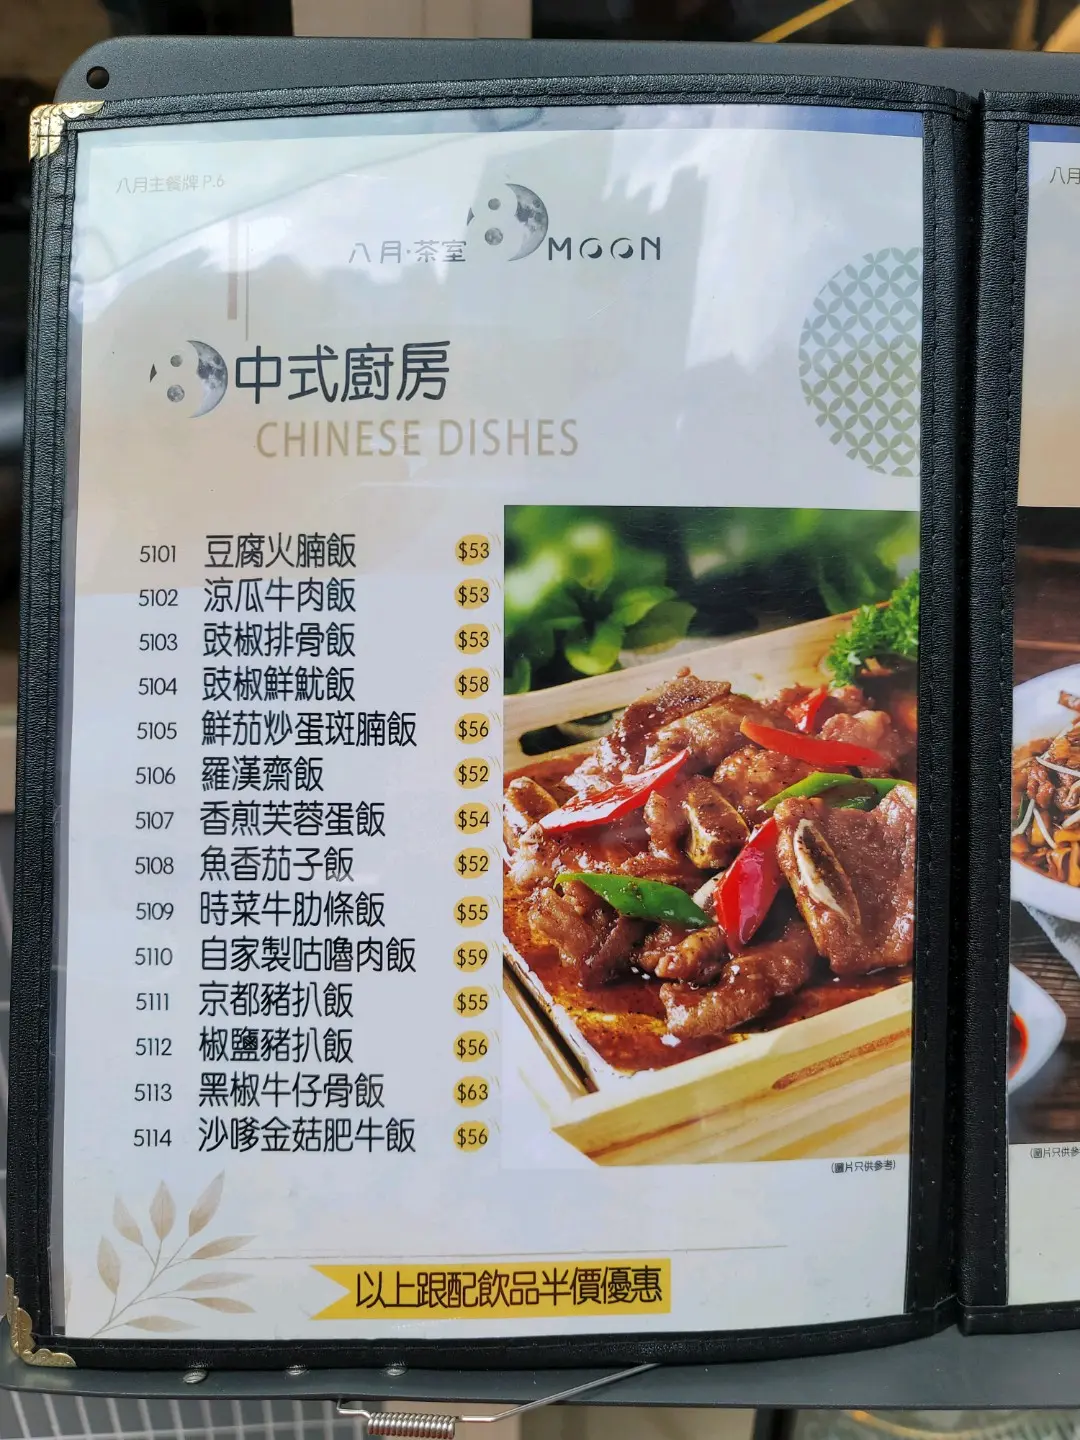 八月主餐牌 P.6
八月·茶室 MOON
中式廚房
CHINESE DISHES
5101 豆腐火腩飯 $53
5102 涼瓜牛肉飯 $53
5103 豉椒排骨飯 $53
5104 豉椒鮮魷飯 $58
5105 鮮茄炒蛋斑腩飯 $56
5106 羅漢齋飯 $52
5107 香煎芙蓉蛋飯 $54
5108 魚香茄子飯 $52
5109 時菜牛肋條飯 $55
5110 自家製咕嚕肉飯 $59
5111 京都豬扒飯 $55
5112 椒鹽豬扒飯 $56
5113 黑椒牛仔骨飯 $63
5114 沙嗲金菇肥牛飯 $56
(圖片只供參考)
以上跟配飲品半價優惠
八月
(圖片只供參